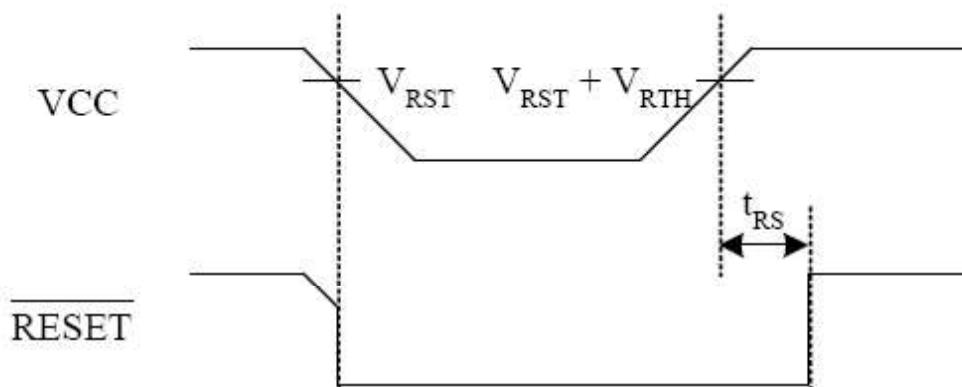 VCC
V_RST
V_RST + V_RTH
t_RS
RESET